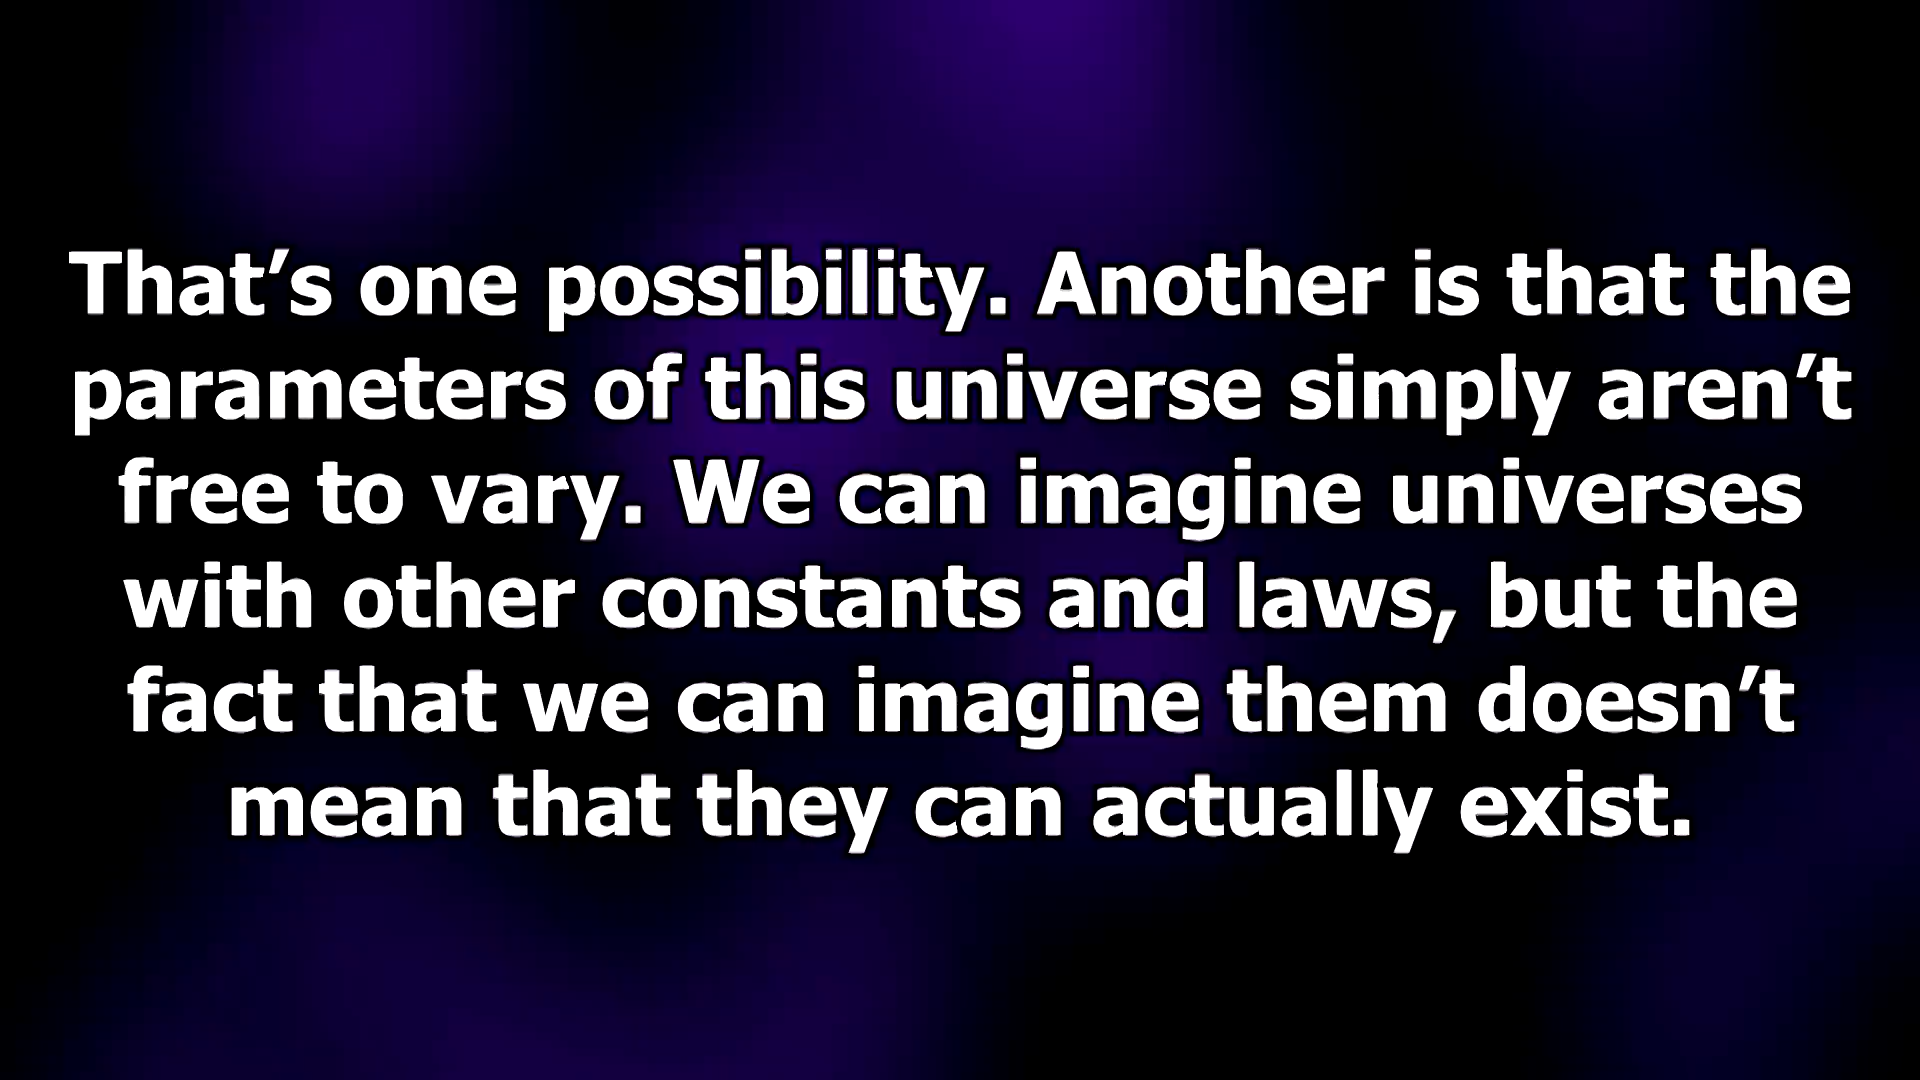 That’s one possibility. Another is that the
parameters of this universe simply aren’t
free to vary. We can imagine universes
with other constants and laws, but the
fact that we can imagine them doesn’t
mean that they can actually exist.